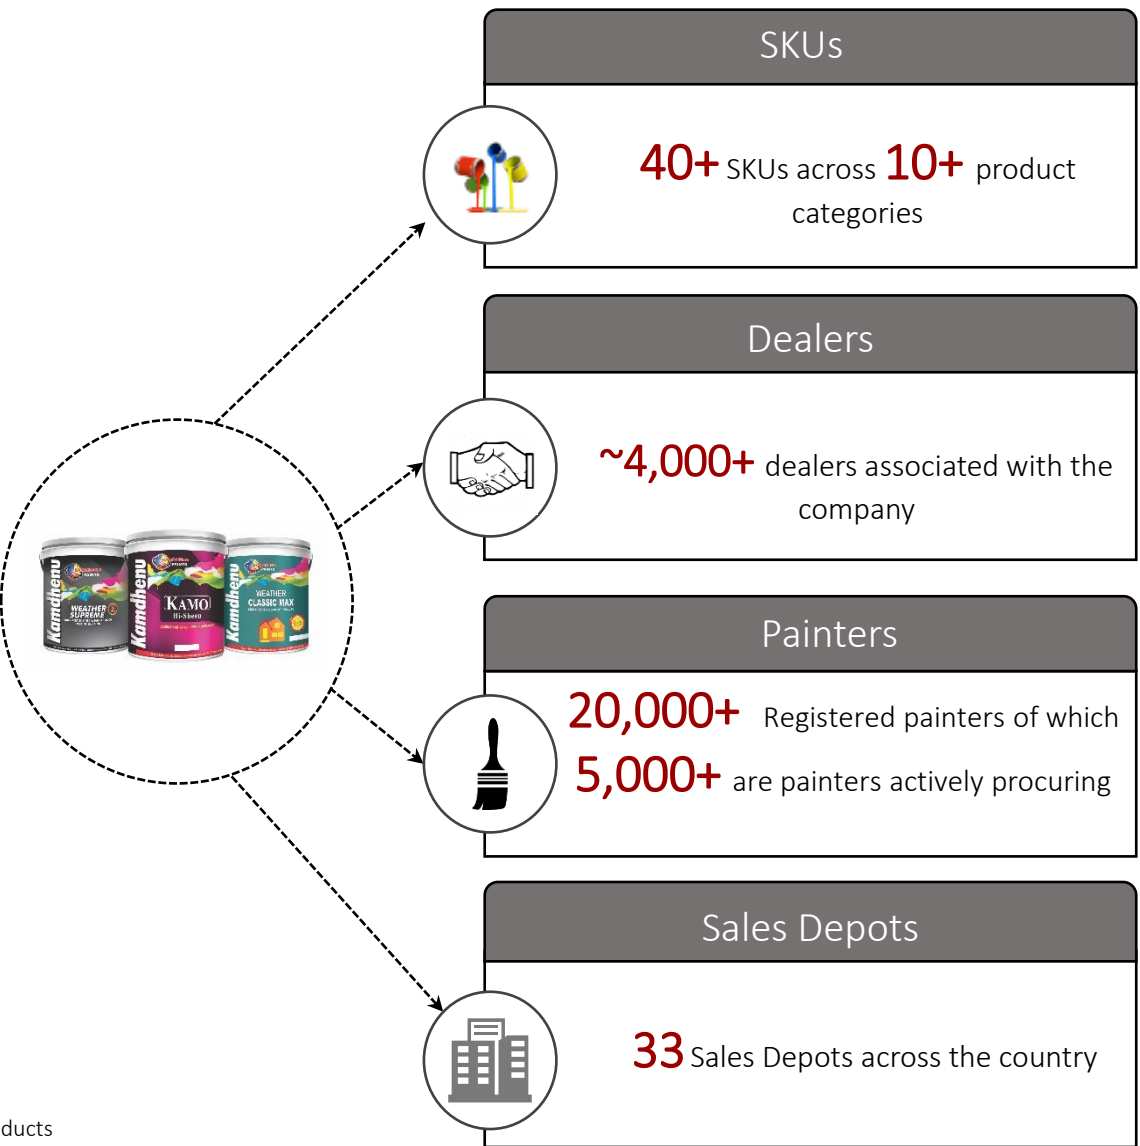 SKUs
40+ SKUs across 10+ product
categories
Dealers
~4,000+ dealers associated with the
company
Kamdhenu
WEATHER
SUPREME
Kamdhenu
KAMO
Hi-Sheen
Kamdhenu
WEATHER
CLASSIC MAX
Painters
20,000+ Registered painters of which
5,000+ are painters actively procuring
Sales Depots
33 Sales Depots across the country
ducts